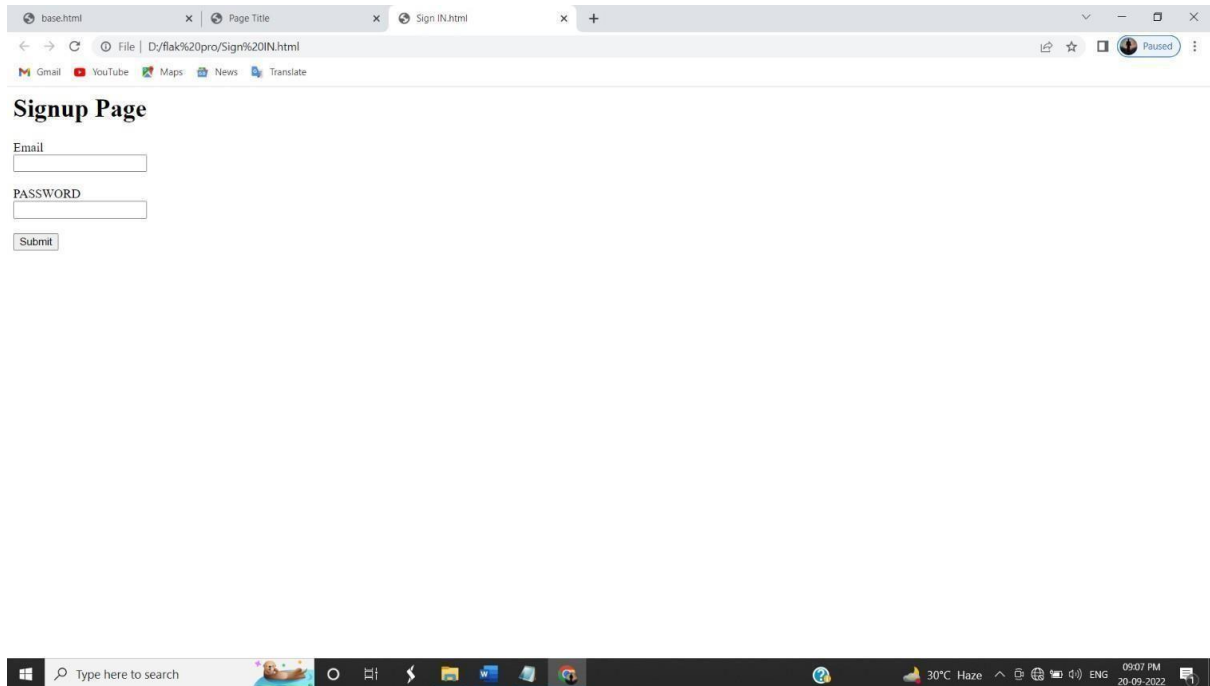 base.html
Page Title
Sign IN.html
File | D:/flak%20pro/Sign%20IN.html
Paused
Gmail YouTube Maps News Translate
Signup Page
Email
PASSWORD
Submit
Type here to search
30°C Haze
ENG
09:07 PM
20-09-2022